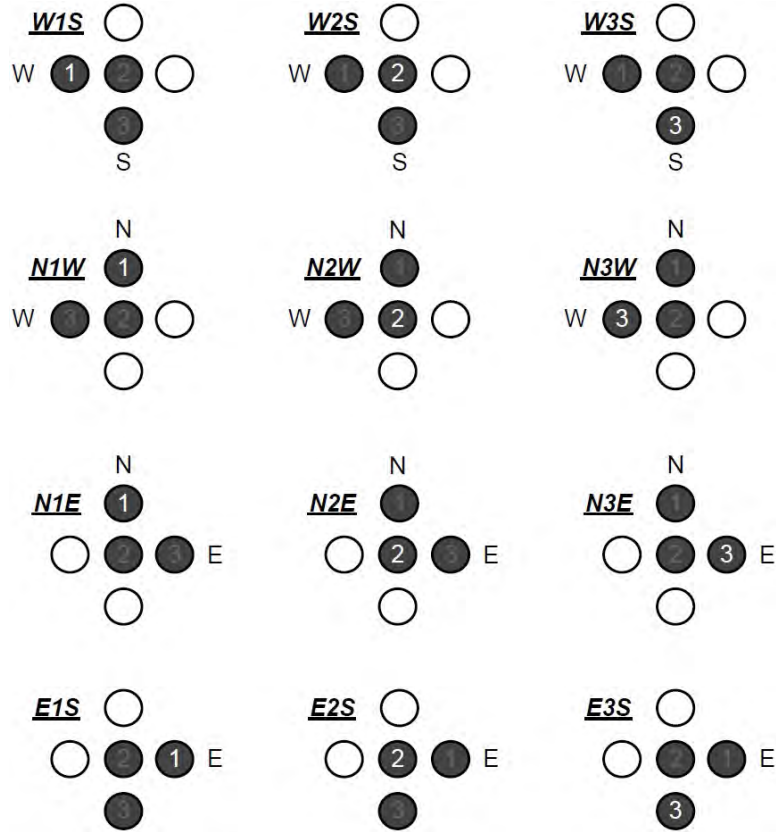 W1S W2S W3S
W 1 2 W 1 2 W 1 2
3 3 3
S S S
N N N
N1W 1 N2W 1 N3W 1
W 3 2 W 3 2 W 3 2
N N N
N1E 1 N2E 1 N3E 1
2 3 E 2 3 E 2 3 E
E1S E2S E3S
2 1 E 2 1 E 2 1 E
3 3 3